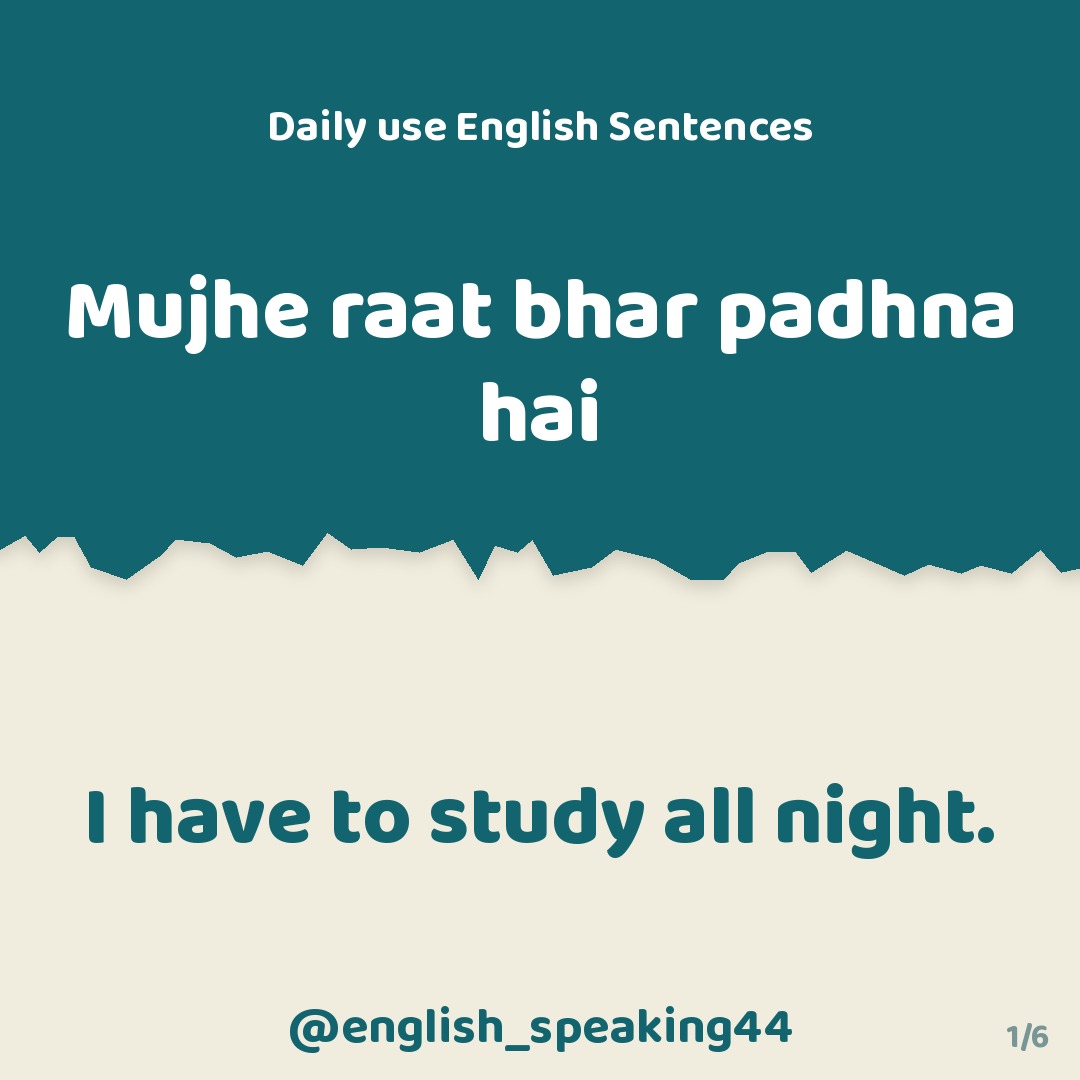 Daily use English Sentences
Mujhe raat bhar padhna
hai
I have to study all night.
@english_speaking44
1/6